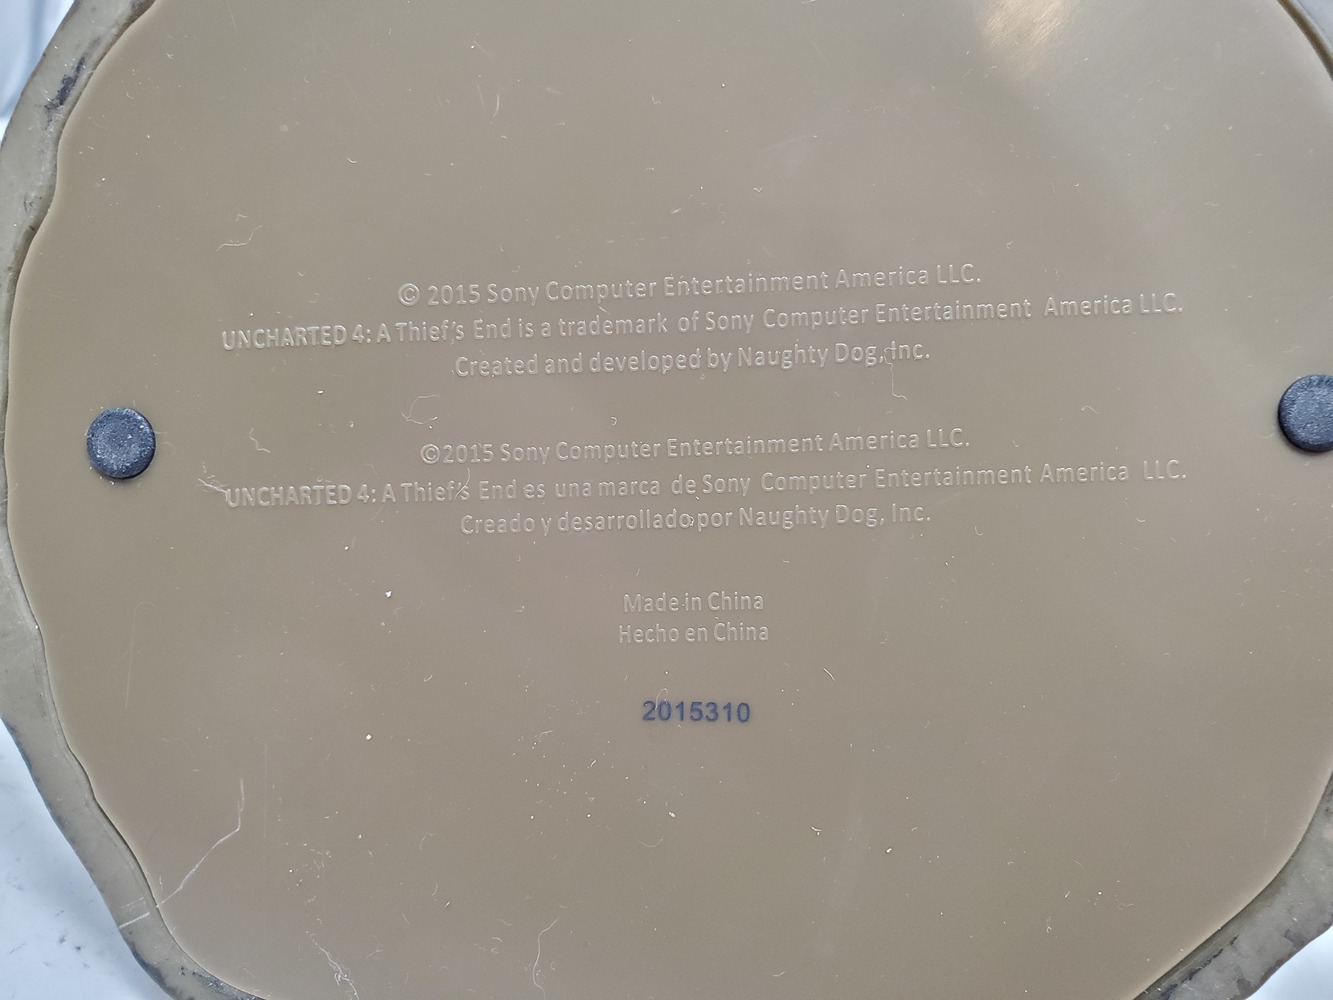 © 2015 Sony Computer Entertainment America LLC.
UNCHARTED 4: A Thief's End is a trademark of Sony Computer Entertainment America LLC.
Created and developed by Naughty Dog, Inc.
©2015 Sony Computer Entertainment America LLC.
UNCHARTED 4: A Thief's End es una marca de Sony Computer Entertainment America LLC.
Creado y desarrollado por Naughty Dog, Inc.
Made in China
Hecho en China
2015310